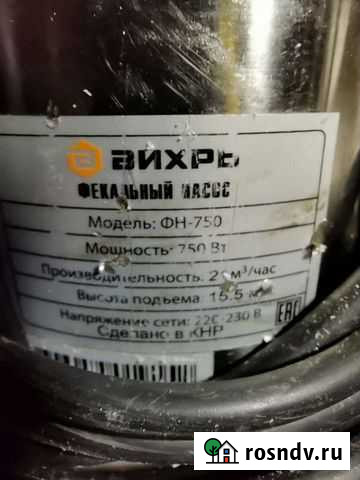 ВИХРЬ
ФЕКАЛЬНЫЙ НАСОС
Модель: ФН-750
Мощность: 750 Вт
Производительность: м³/час
Высота подъема: 15.5 м
Напряжение сети: 220-230 В
Сделано в КНР
EAC
rosndv.ru